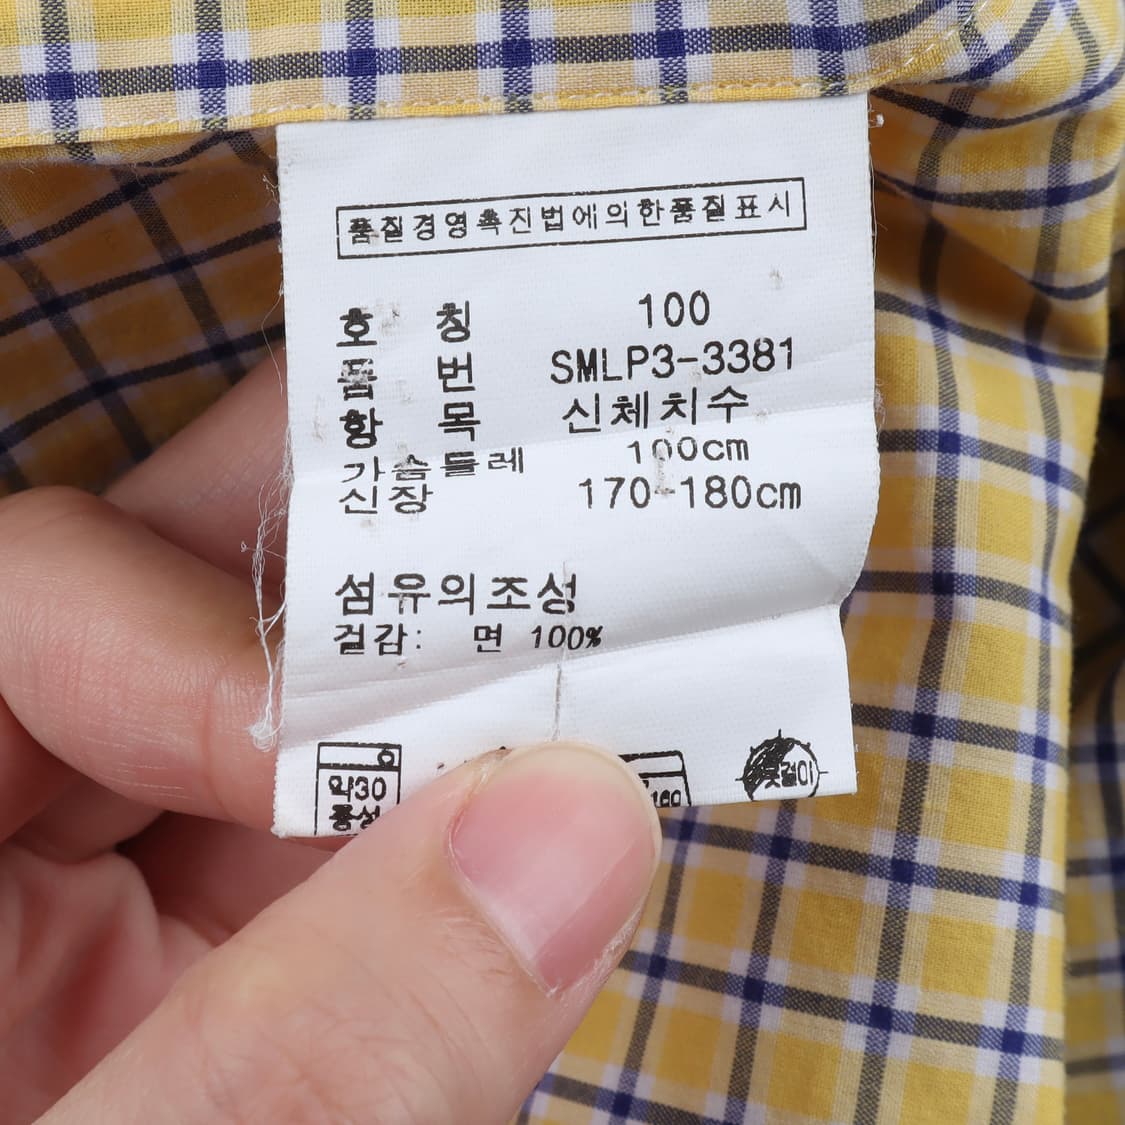 품질경영촉진법에의한품질표시
호 칭 100
품 번 SMLP3-3381
항 목 신체치수
가슴둘레 100cm
신장 170-180cm
섬유의조성
겉감: 면 100%
약30
중성
160
옷걸이